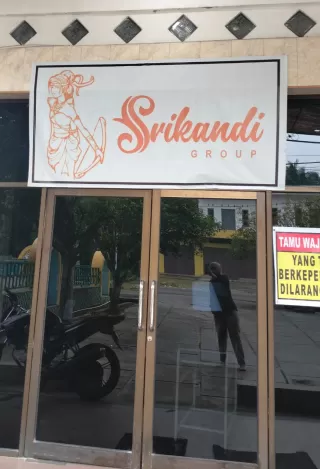 Srikandi
GROUP
TAMU WAJ
YANG T
BERKEPE
DILARANG